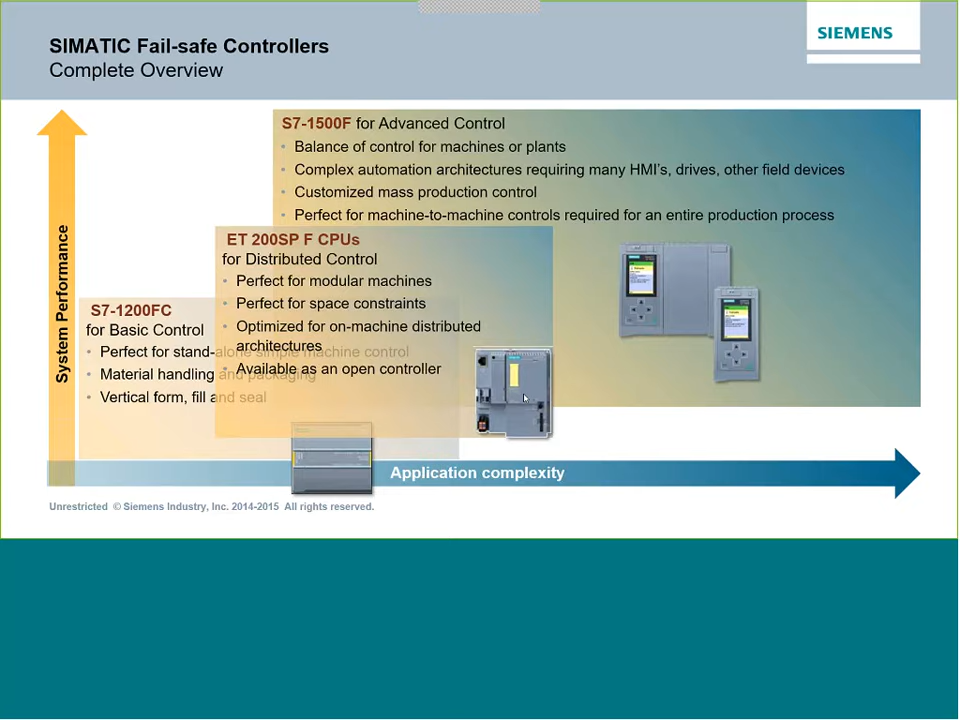 SIMATIC Fail-safe Controllers
Complete Overview
SIEMENS
System Performance
S7-1500F for Advanced Control
• Balance of control for machines or plants
• Complex automation architectures requiring many HMI's, drives, other field devices
• Customized mass production control
• Perfect for machine-to-machine controls required for an entire production process
ET 200SP F CPUs
for Distributed Control
• Perfect for modular machines
• Perfect for space constraints
• Optimized for on-machine distributed
architectures
• Available as an open controller
S7-1200FC
for Basic Control
• Perfect for stand-alone simple machine control
• Material handling and packaging
• Vertical form, fill and seal
Application complexity
Unrestricted © Siemens Industry, Inc. 2014-2015 All rights reserved.